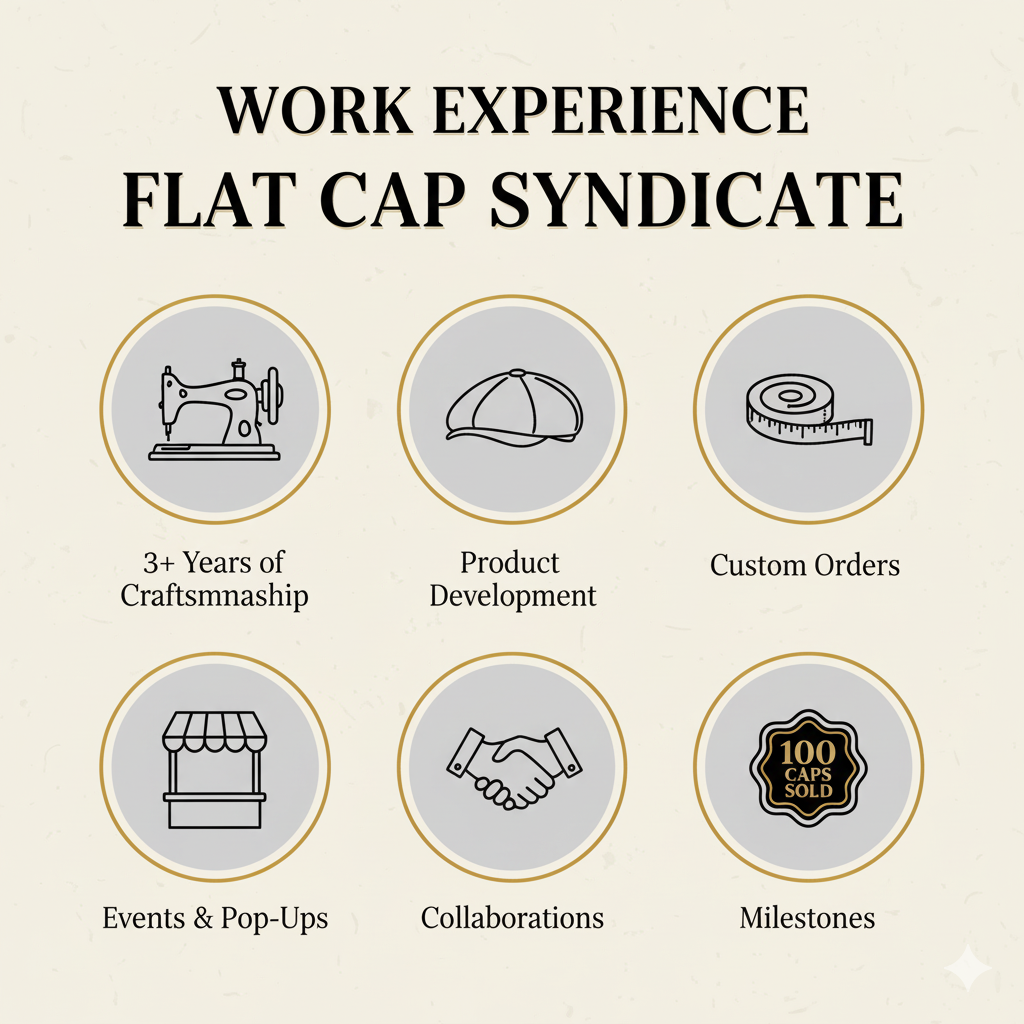 WORK EXPERIENCE
FLAT CAP SYNDICATE
3+ Years of
Craftsmnaship
Product
Development
Custom Orders
100
CAPS
SOLD
Events & Pop-Ups
Collaborations
Milestones